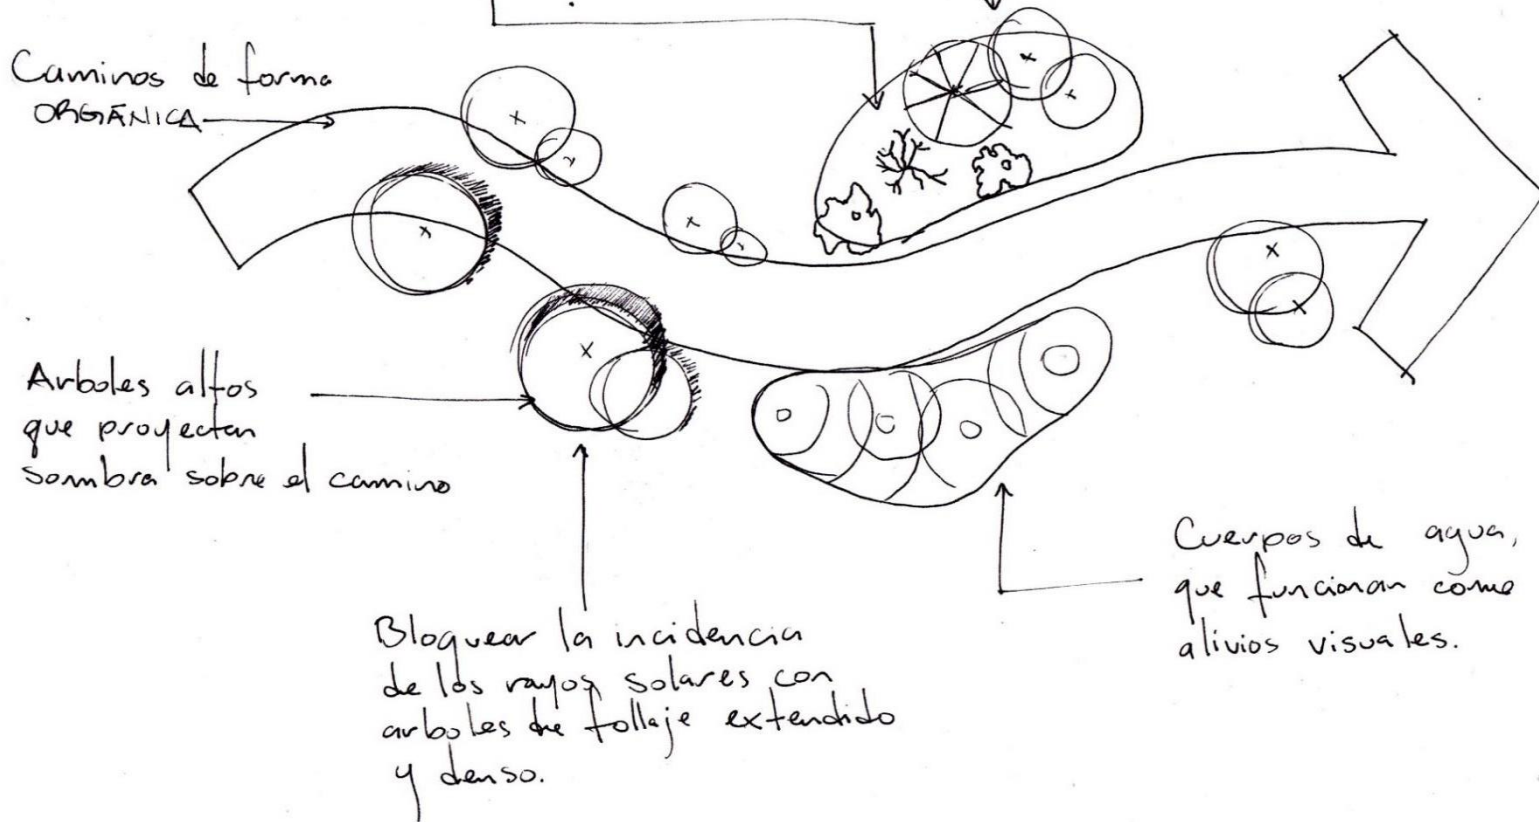 Caminos de forma
ORGÁNICA
Arboles altos
que proyectan
sombra sobre el camino
Bloquear la incidencia
de los rayos solares con
arboles de follaje extendido
y denso.
Cuerpos de agua,
que funcionan como
alivios visuales.